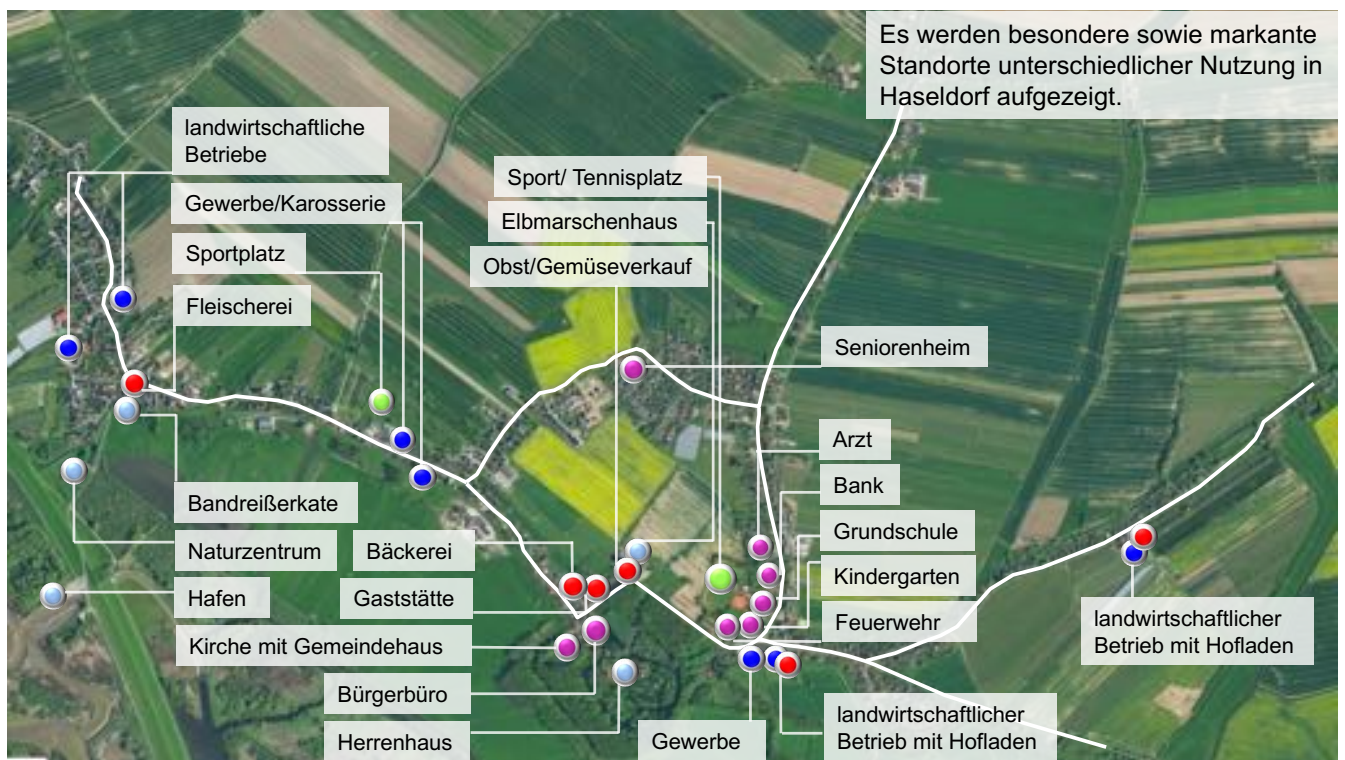 Es werden besondere sowie markante
Standorte unterschiedlicher Nutzung in
Haseldorf aufgezeigt.
landwirtschaftliche
Betriebe
Gewerbe/Karosserie
Sportplatz
Fleischerei
Sport/ Tennisplatz
Elbmarschenhaus
Obst/Gemüseverkauf
Seniorenheim
Arzt
Bank
Grundschule
Kindergarten
Feuerwehr
Bandreißerkate
Naturzentrum
Bäckerei
Hafen
Gaststätte
Kirche mit Gemeindehaus
Bürgerbüro
Herrenhaus
Gewerbe
landwirtschaftlicher
Betrieb mit Hofladen
landwirtschaftlicher
Betrieb mit Hofladen